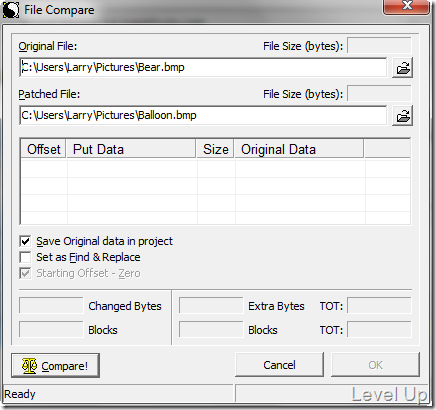 File Compare
Original File: File Size (bytes):
C:\Users\Larry\Pictures\Bear.bmp
Patched File: File Size (bytes):
C:\Users\Larry\Pictures\Balloon.bmp
Offset Put Data Size Original Data
Save Original data in project
Set as Find & Replace
Starting Offset - Zero
Changed Bytes Extra Bytes TOT:
Blocks Blocks TOT:
Compare! Cancel OK
Ready Level Up